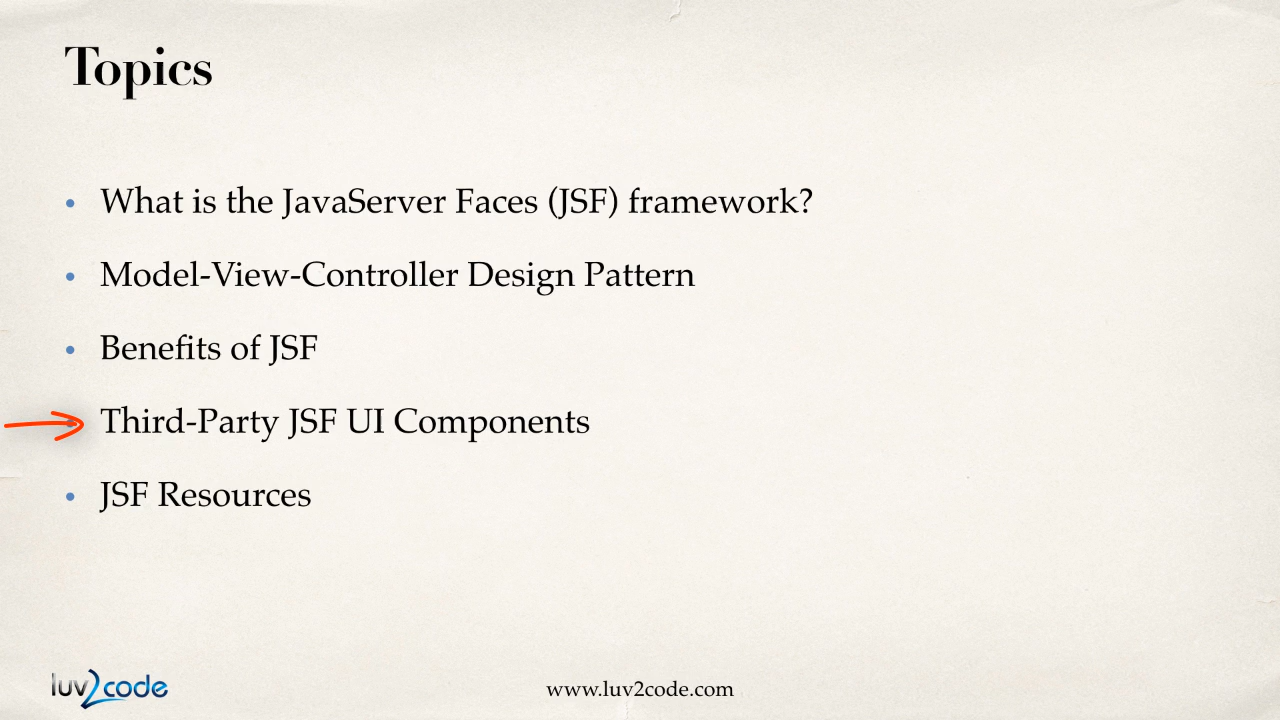 Topics
• What is the JavaServer Faces (JSF) framework?
• Model-View-Controller Design Pattern
• Benefits of JSF
• Third-Party JSF UI Components
• JSF Resources
luv2code
www.luv2code.com